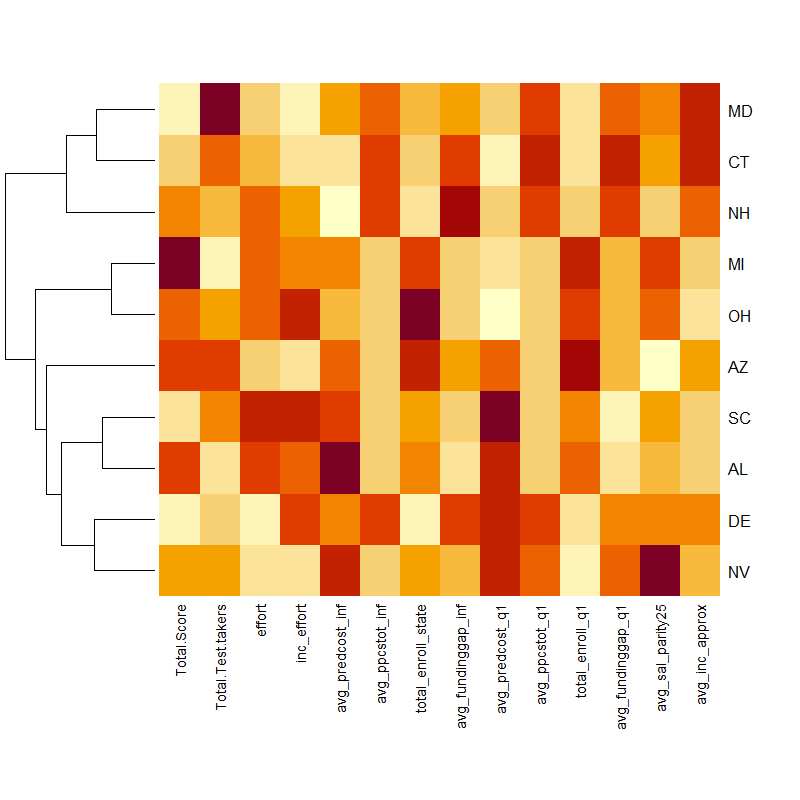 MD
CT
NH
MI
OH
AZ
SC
AL
DE
NV
Total.Score
Total.Test.takers
effort
inc_effort
avg_predcost_inf
avg_ppcstot_inf
total_enroll_state
avg_fundinggap_inf
avg_predcost_q1
avg_ppcstot_q1
total_enroll_q1
avg_fundinggap_q1
avg_sal_parity25
avg_inc_approx